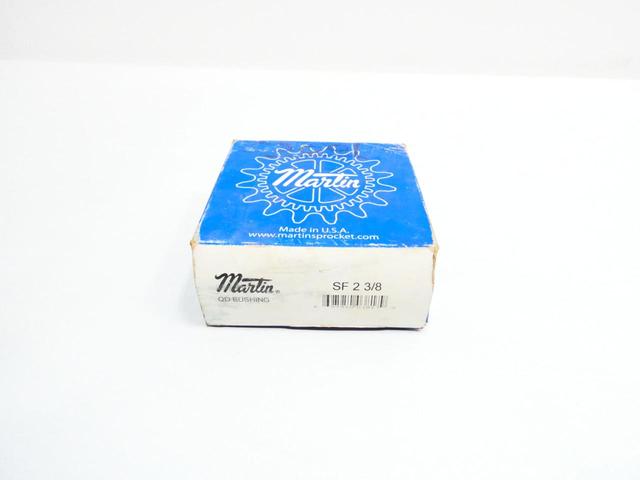 Martin
Made in U.S.A.
www.martinsprocket.com
Martin®
QD BUSHING
SF 2 3/8